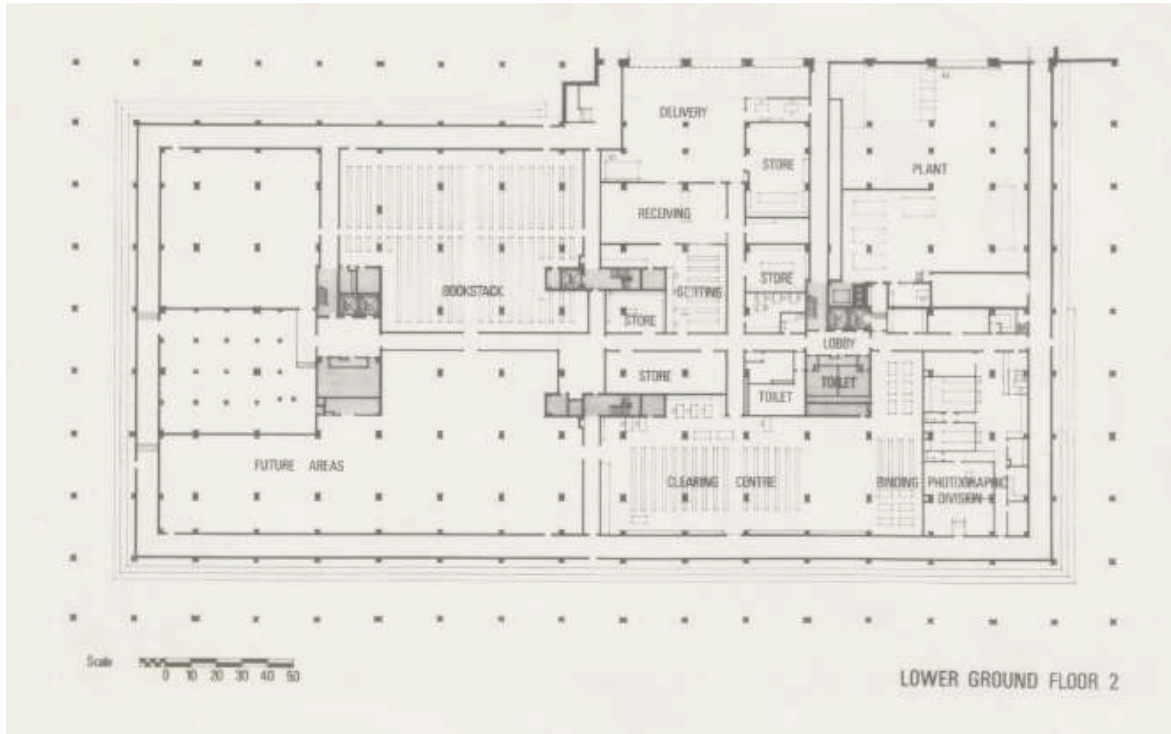 DELIVERY
STORE
PLANT
RECEIVING
STORE
BOOKSTACK
SORTING
STORE
LOBBY
STORE
TOILET
TOILET
FUTURE AREAS
CLEARING CENTRE
BINDING
PHOTOGRAPHIC
DIVISION
Scale
0 10 20 30 40 50
LOWER GROUND FLOOR 2